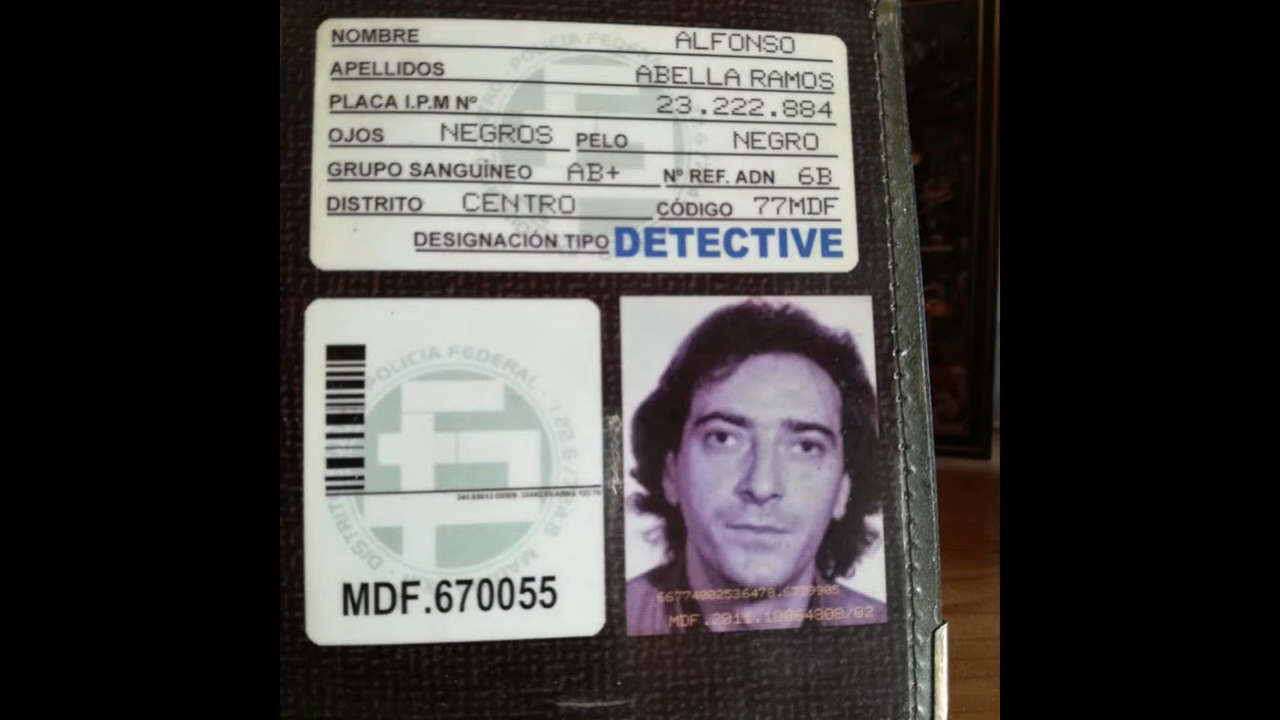 NOMBRE ALFONSO
APELLIDOS ABELLA RAMOS
PLACA I.P.M Nº 23.222.884
OJOS NEGROS PELO NEGRO
GRUPO SANGUÍNEO AB+ Nº REF. ADN 6B
DISTRITO CENTRO CÓDIGO 77MDF
DESIGNACIÓN TIPO DETECTIVE
POLICIA FEDERAL
MDF.670055